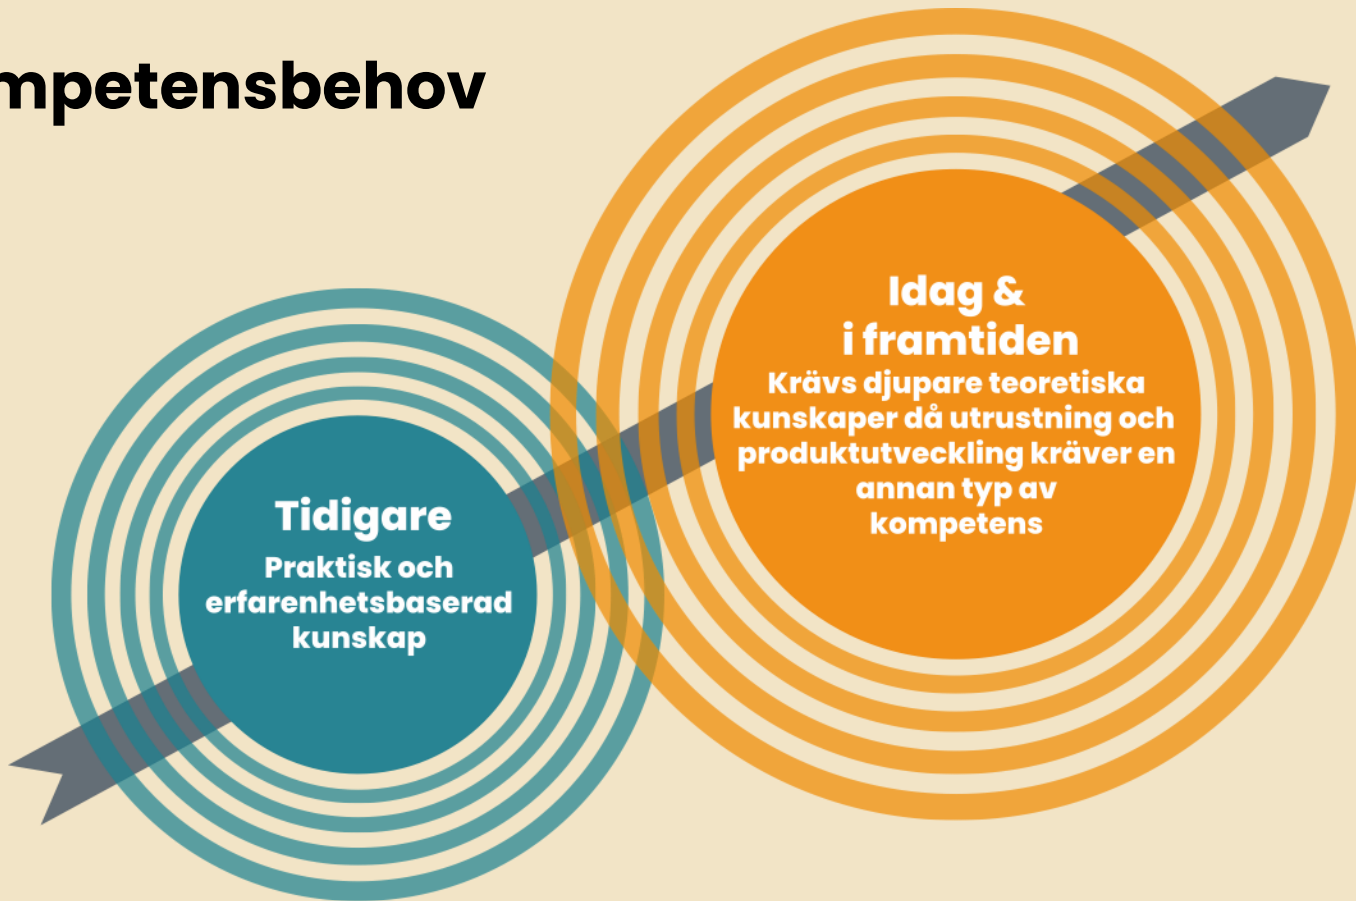 mpetensbehov
Idag &
i framtiden
Krävs djupare teoretiska
kunskaper då utrustning och
produktutveckling kräver en
annan typ av
kompetens
Tidigare
Praktisk och
erfarenhetsbaserad
kunskap